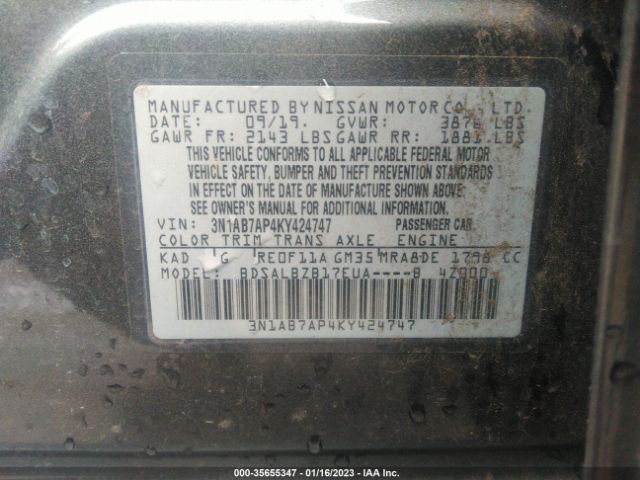 MANUFACTURED BY NISSAN MOTOR CO., LTD.
DATE: 09/19. GVWR: 3874 LBS
GAWR FR: 2143 LBS GAWR RR: 1881 LBS
THIS VEHICLE CONFORMS TO ALL APPLICABLE FEDERAL MOTOR
VEHICLE SAFETY, BUMPER AND THEFT PREVENTION STANDARDS
IN EFFECT ON THE DATE OF MANUFACTURE SHOWN ABOVE.
SEE OWNER'S MANUAL FOR ADDITIONAL INFORMATION.
VIN: 3N1AB7AP4KY424747 PASSENGER CAR
COLOR TRIM TRANS AXLE ENGINE
KAD G RE0F11A GM35 MRA8DE 1798 CC
MODEL: BDSALBZB17EUA----B 4Z000
3N1AB7AP4KY424747
000-35655347 - 01/16/2023 - IAA Inc.